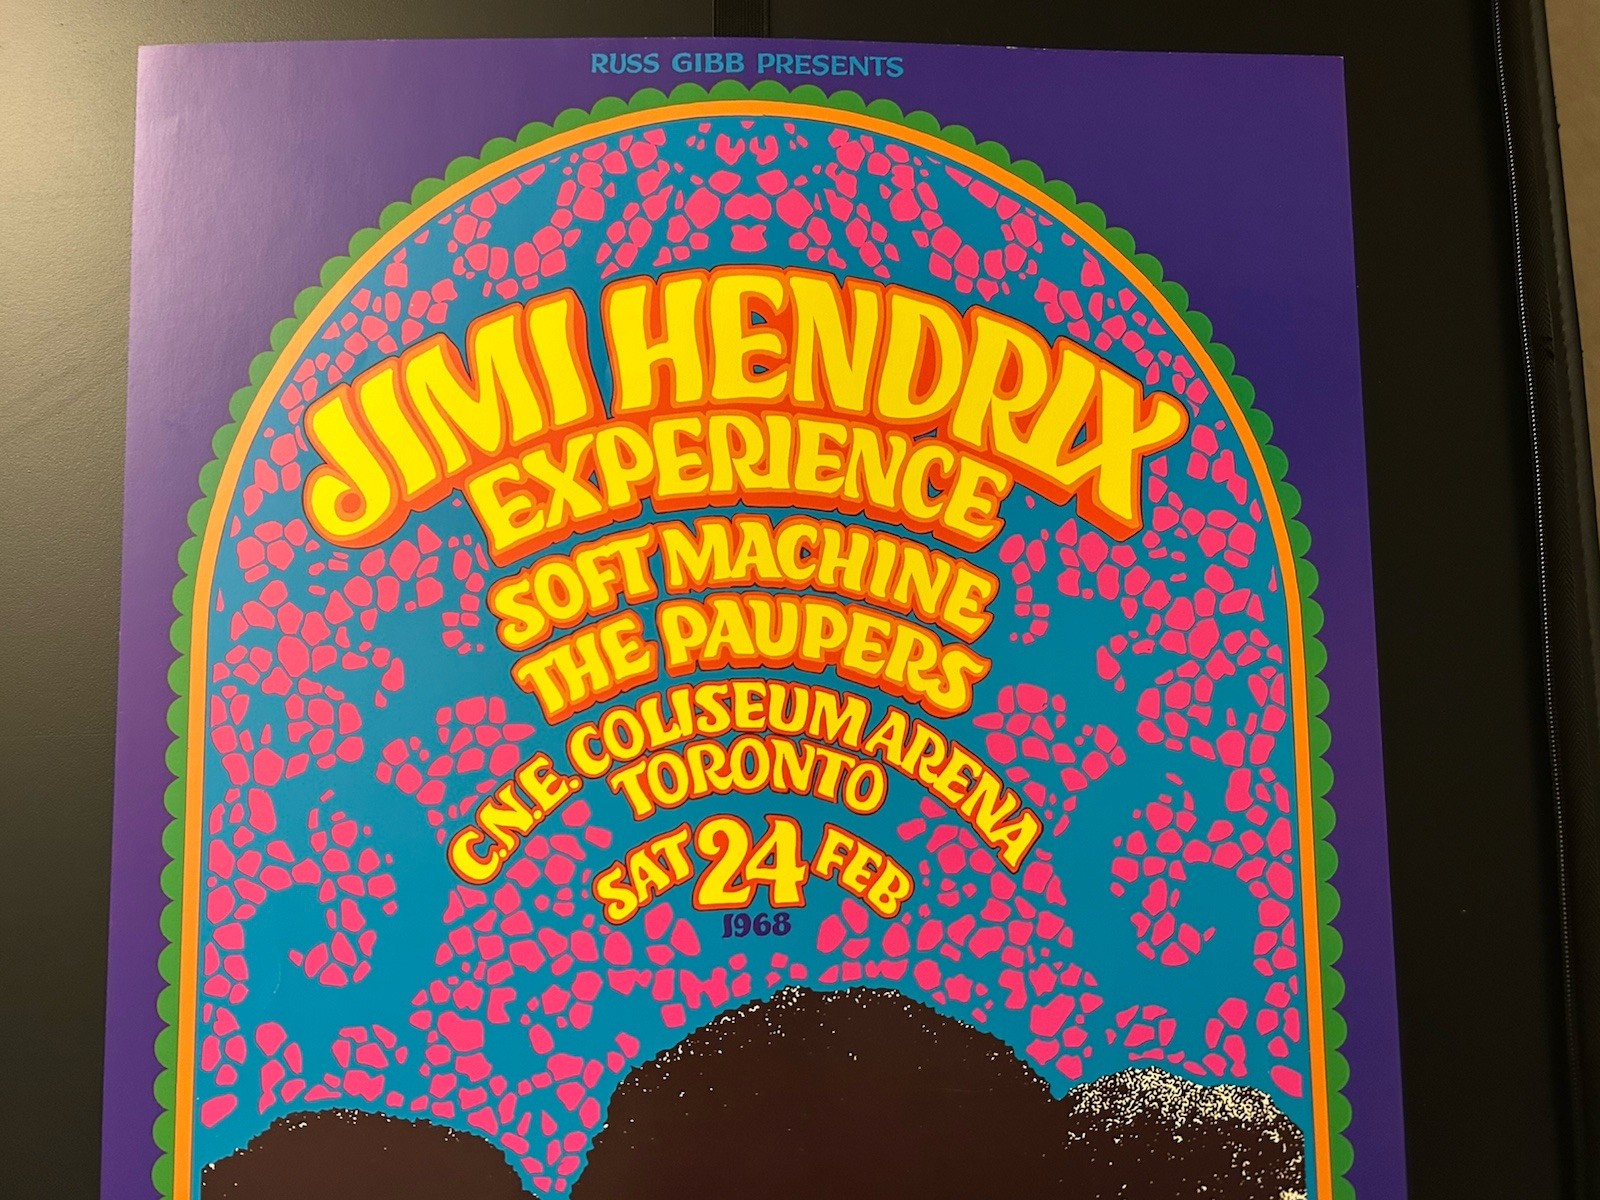 RUSS GIBB PRESENTS
JIMI HENDRIX
EXPERIENCE
SOFT MACHINE
THE PAUPERS
C.N.E. COLISEUM ARENA
TORONTO
SAT 24 FEB
1968